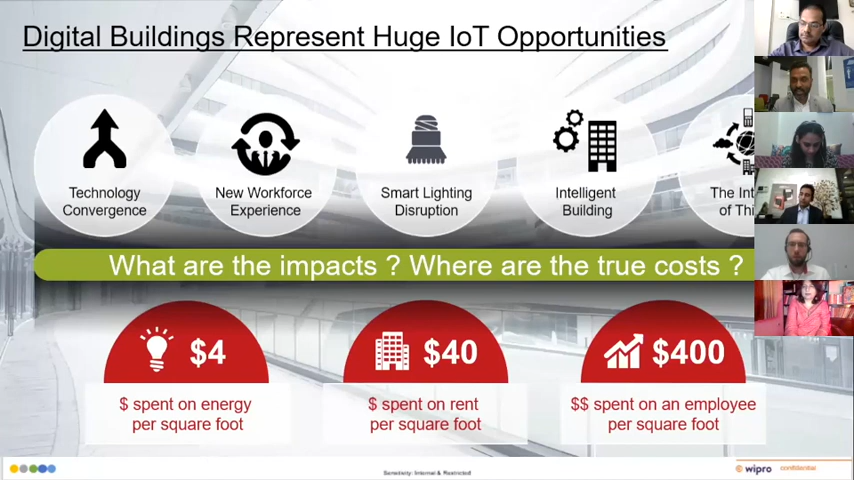 Digital Buildings Represent Huge IoT Opportunities
Technology
Convergence
New Workforce
Experience
Smart Lighting
Disruption
Intelligent
Building
The Int
of Thi
What are the impacts ? Where are the true costs ?
$4
$ spent on energy
per square foot
$40
$ spent on rent
per square foot
$400
$$ spent on an employee
per square foot
Sensitivity: Internal & Restricted
wipro
confidential